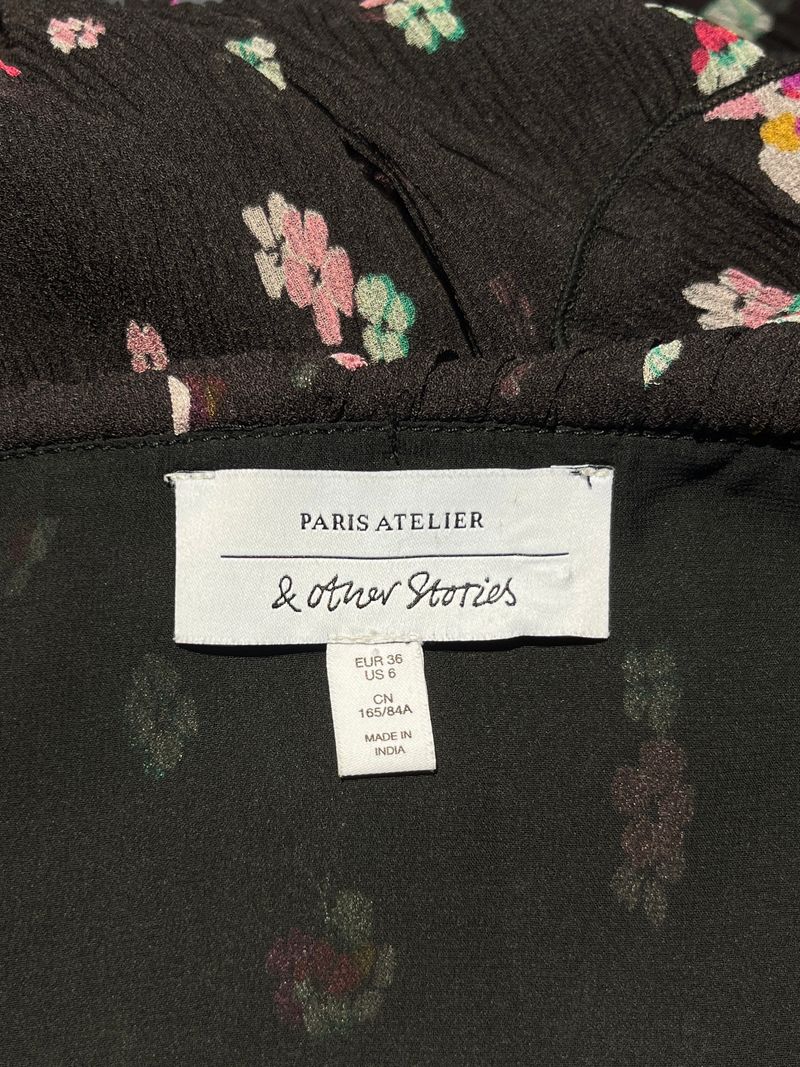 PARIS ATELIER
& Other Stories
EUR 36
US 6
CN
165/84A
MADE IN
INDIA